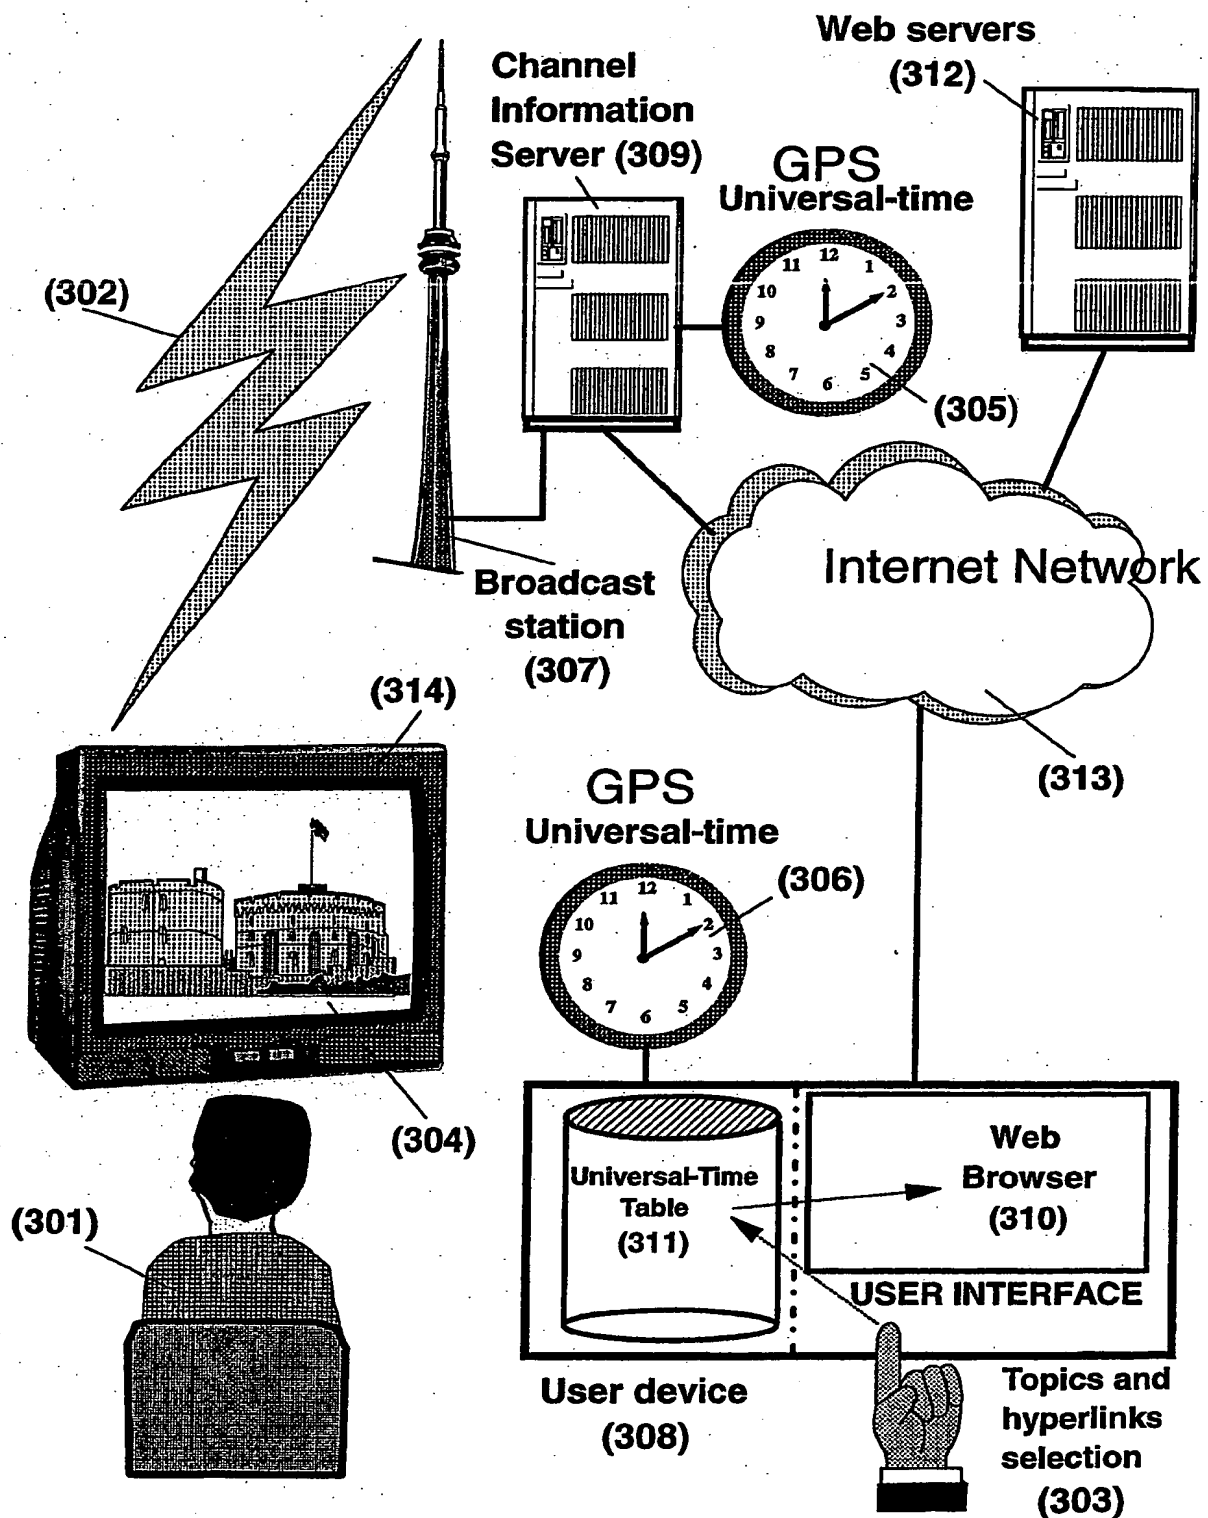 Web servers
(312)
Channel
Information
Server (309)
GPS
Universal-time
12
1
2
3
4
5
6
7
8
9
10
11
(302)
(305)
Internet Network
Broadcast
station
(307)
(314)
(313)
GPS
Universal-time
(306)
12
1
2
3
4
5
6
7
8
9
10
11
(304)
Universal-Time
Table
(311)
Web
Browser
(310)
(301)
USER INTERFACE
User device
(308)
Topics and
hyperlinks
selection
(303)